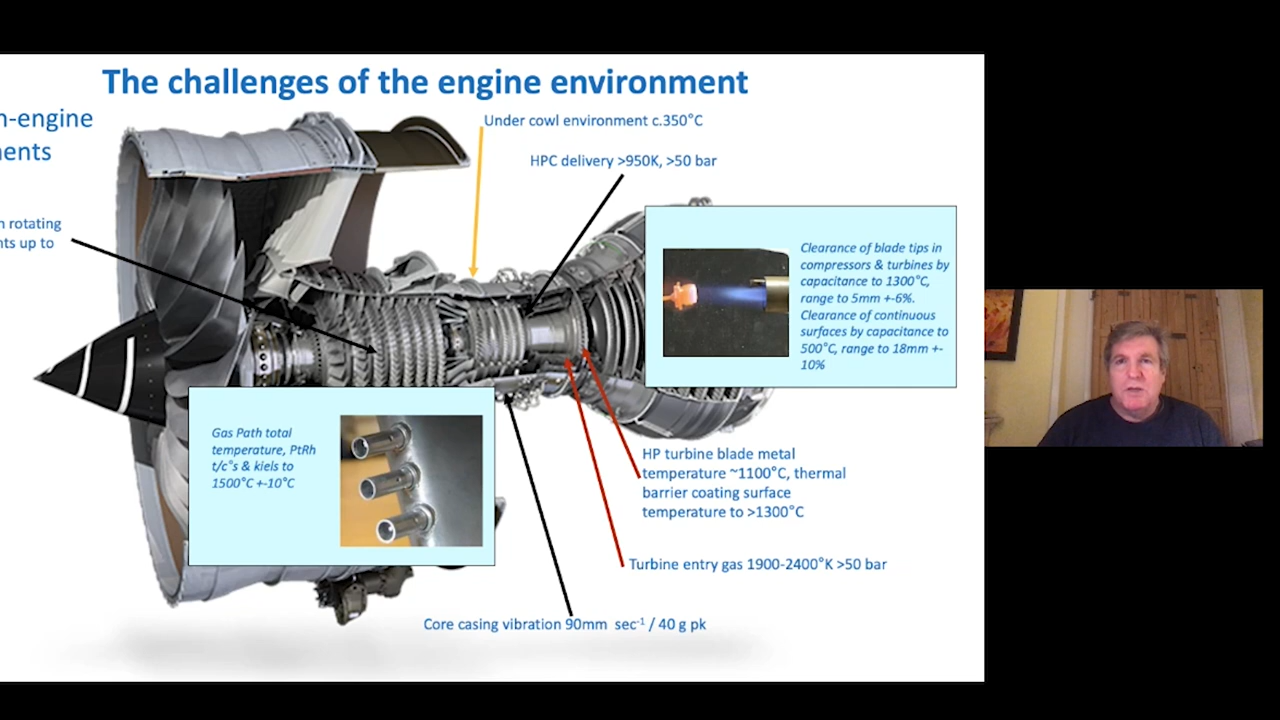 The challenges of the engine environment
n-engine
nents
Under cowl environment c.350°C
HPC delivery >950K, >50 bar
n rotating
nts up to
Clearance of blade tips in
compressors & turbines by
capacitance to 1300°C,
range to 5mm +-6%.
Clearance of continuous
surfaces by capacitance to
500°C, range to 18mm +-
10%
Gas Path total
temperature, PtRh
t/c°s & kiels to
1500°C +-10°C
HP turbine blade metal
temperature ~1100°C, thermal
barrier coating surface
temperature to >1300°C
Turbine entry gas 1900-2400°K >50 bar
Core casing vibration 90mm sec-1 / 40 g pk